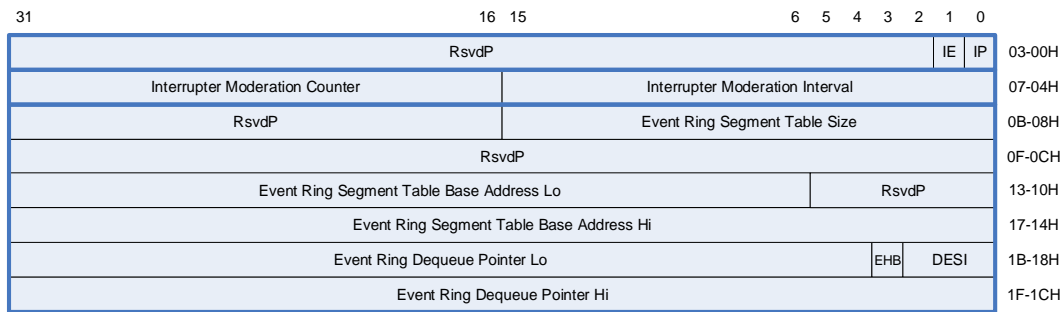 31 16 15 6 5 4 3 2 1 0
RsvdP IE IP 03-00H
Interrupter Moderation Counter Interrupter Moderation Interval 07-04H
RsvdP Event Ring Segment Table Size 0B-08H
RsvdP 0F-0CH
Event Ring Segment Table Base Address Lo RsvdP 13-10H
Event Ring Segment Table Base Address Hi 17-14H
Event Ring Dequeue Pointer Lo EHB DESI 1B-18H
Event Ring Dequeue Pointer Hi 1F-1CH